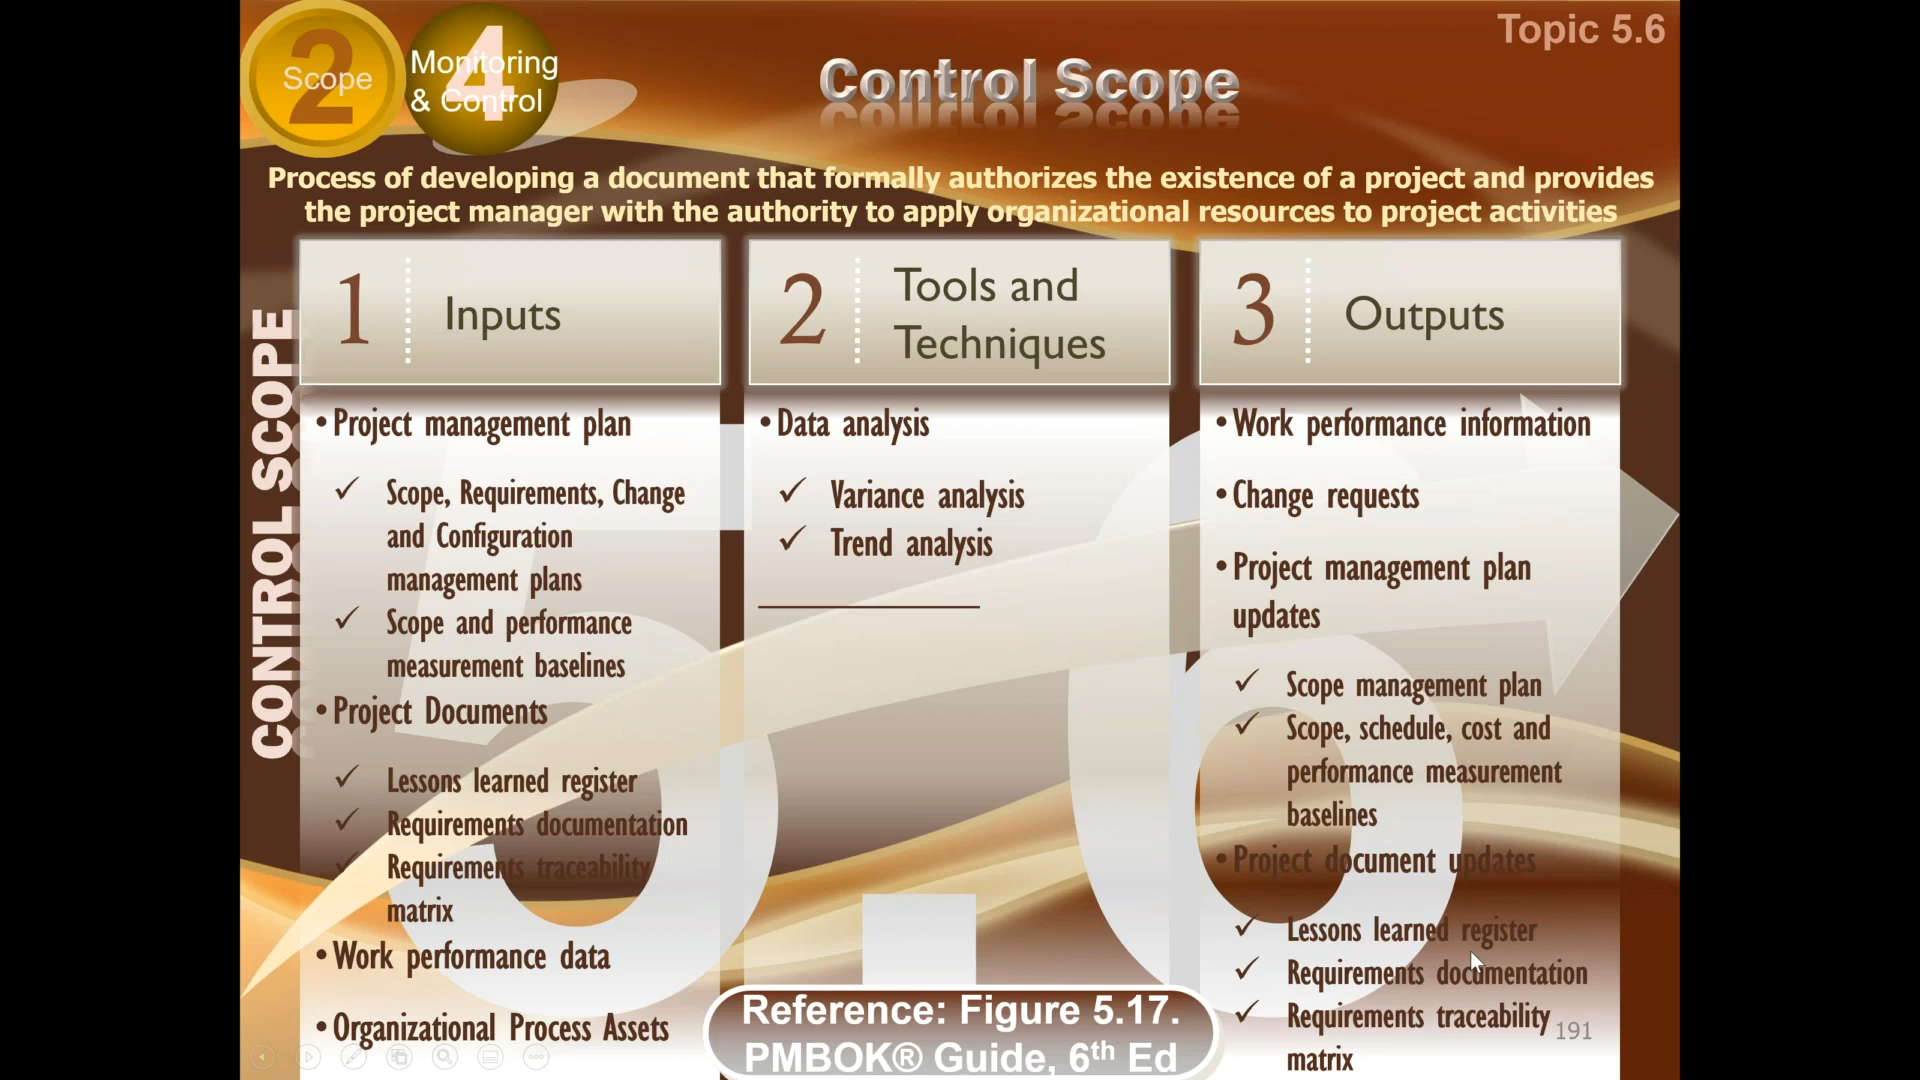 2
Scope
4
Monitoring
& Control
Control Scope
Topic 5.6
Process of developing a document that formally authorizes the existence of a project and provides
the project manager with the authority to apply organizational resources to project activities
CONTROL SCOPE
1
Inputs
•Project management plan
✓ Scope, Requirements, Change
and Configuration
management plans
✓ Scope and performance
measurement baselines
•Project Documents
✓ Lessons learned register
✓ Requirements documentation
✓ Requirements traceability
matrix
•Work performance data
•Organizational Process Assets
2
Tools and
Techniques
•Data analysis
✓ Variance analysis
✓ Trend analysis
3
Outputs
•Work performance information
•Change requests
•Project management plan
updates
✓ Scope management plan
✓ Scope, schedule, cost and
performance measurement
baselines
•Project document updates
✓ Lessons learned register
✓ Requirements documentation
✓ Requirements traceability
matrix
5.6
Reference: Figure 5.17.
PMBOK® Guide, 6th Ed
191